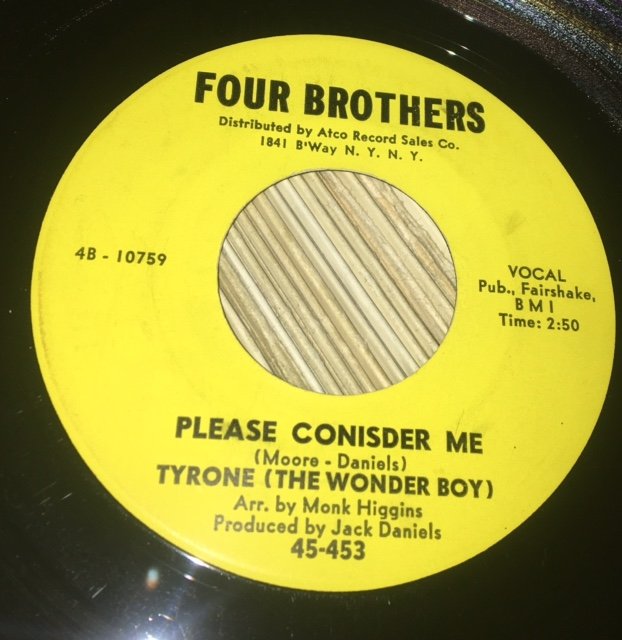 FOUR BROTHERS
Distributed by Atco Record Sales Co.
1841 B'Way N. Y. N. Y.
4B - 10759
VOCAL
Pub., Fairshake,
B M I
Time: 2:50
PLEASE CONISDER ME
(Moore - Daniels)
TYRONE (THE WONDER BOY)
Arr. by Monk Higgins
Produced by Jack Daniels
45-453